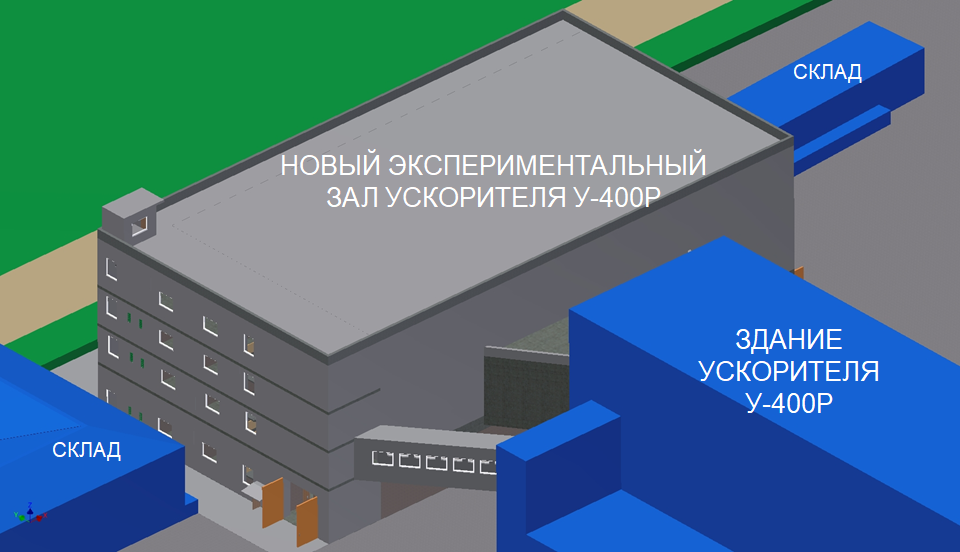 СКЛАД
НОВЫЙ ЭКСПЕРИМЕНТАЛЬНЫЙ
ЗАЛ УСКОРИТЕЛЯ У-400Р
ЗДАНИЕ
УСКОРИТЕЛЯ
У-400Р
СКЛАД